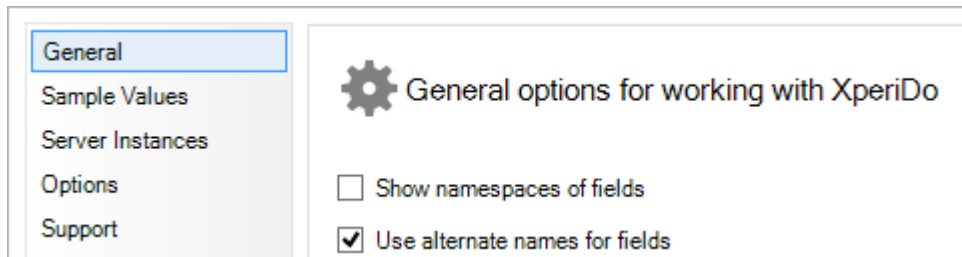 General
Sample Values
Server Instances
Options
Support
General options for working with XperiDo
Show namespaces of fields
Use alternate names for fields